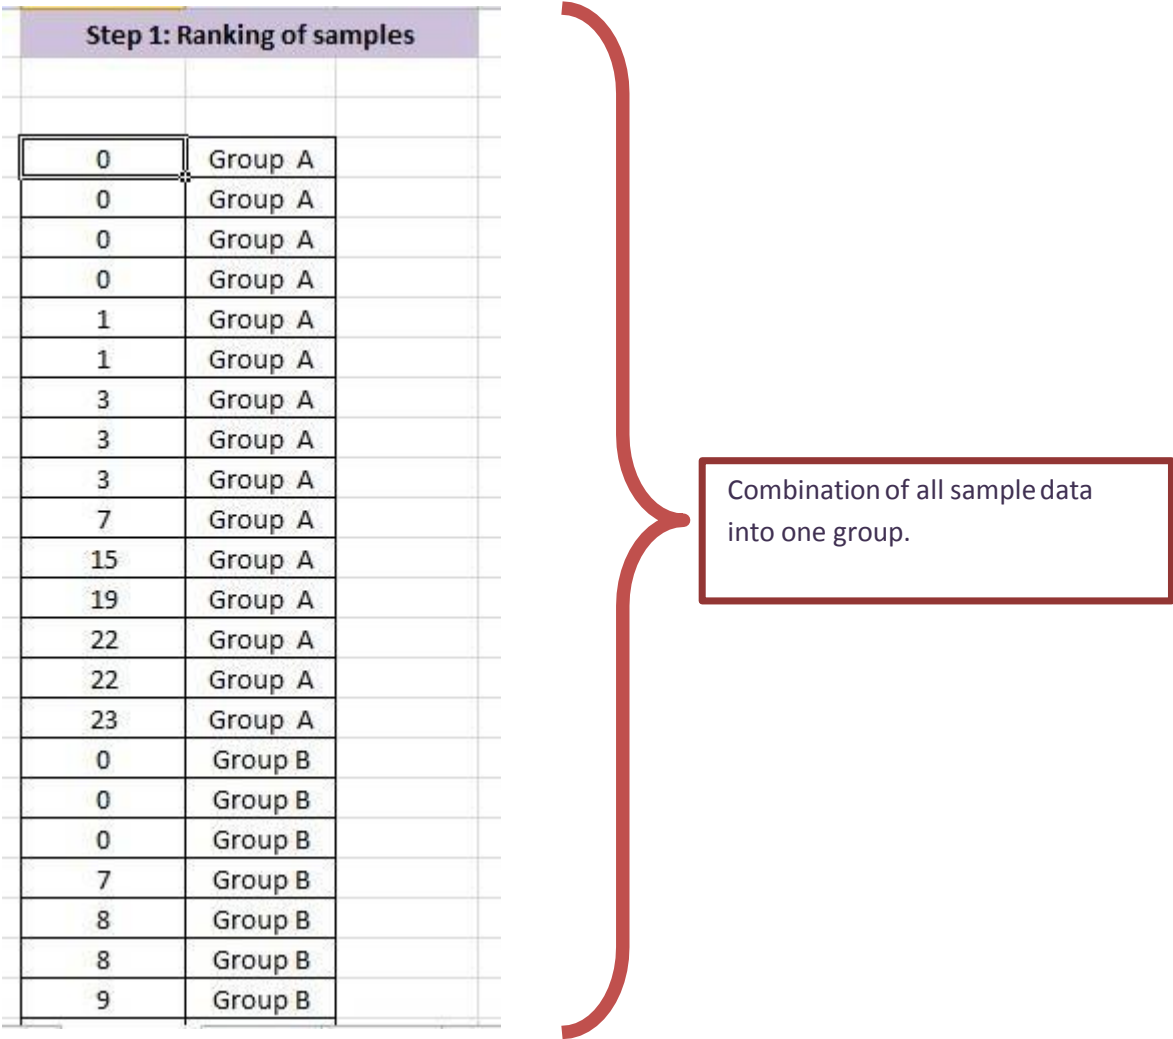 Step 1: Ranking of samples
0 Group A
0 Group A
0 Group A
0 Group A
1 Group A
1 Group A
3 Group A
3 Group A
3 Group A
7 Group A
15 Group A
19 Group A
22 Group A
22 Group A
23 Group A
0 Group B
0 Group B
0 Group B
7 Group B
8 Group B
8 Group B
9 Group B
Combination of all sample data
into one group.